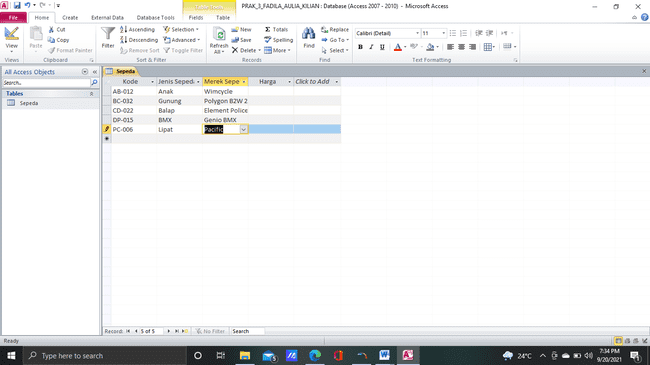 PRAK_3_FADILA_AULIA_KILIAN : Database (Access 2007 - 2010) - Microsoft Access
File Home Create External Data Database Tools Fields Table
View
Views
Paste
Cut
Copy
Format Painter
Clipboard
Filter
Ascending
Descending
Remove Sort
Selection
Advanced
Toggle Filter
Sort & Filter
Refresh All
New
Save
Delete
Totals
Spelling
More
Records
Find
Replace
Go To
Select
Find
Calibri (Detail) 11
B I U
Text Formatting
All Access Objects
Search..
Tables
Sepeda
Sepeda
Kode Jenis Seped Merek Sepe Harga Click to Add
AB-012 Anak Wimcycle
BC-032 Gunung Polygon B2W 2
CD-022 Balap Element Police
DP-015 BMX Genio BMX
PC-006 Lipat Pacific
Record: 5 of 5 No Filter Search
Ready
Type here to search
24°C
7:34 PM
9/20/2021